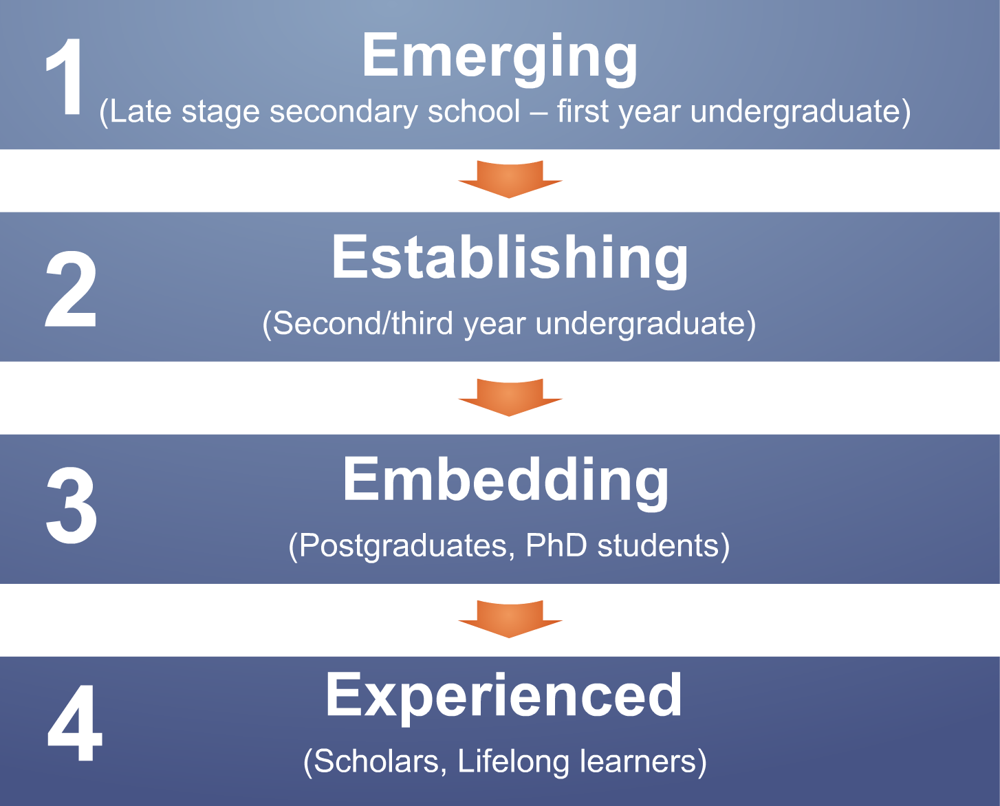 1
Emerging
(Late stage secondary school – first year undergraduate)
2
Establishing
(Second/third year undergraduate)
3
Embedding
(Postgraduates, PhD students)
4
Experienced
(Scholars, Lifelong learners)